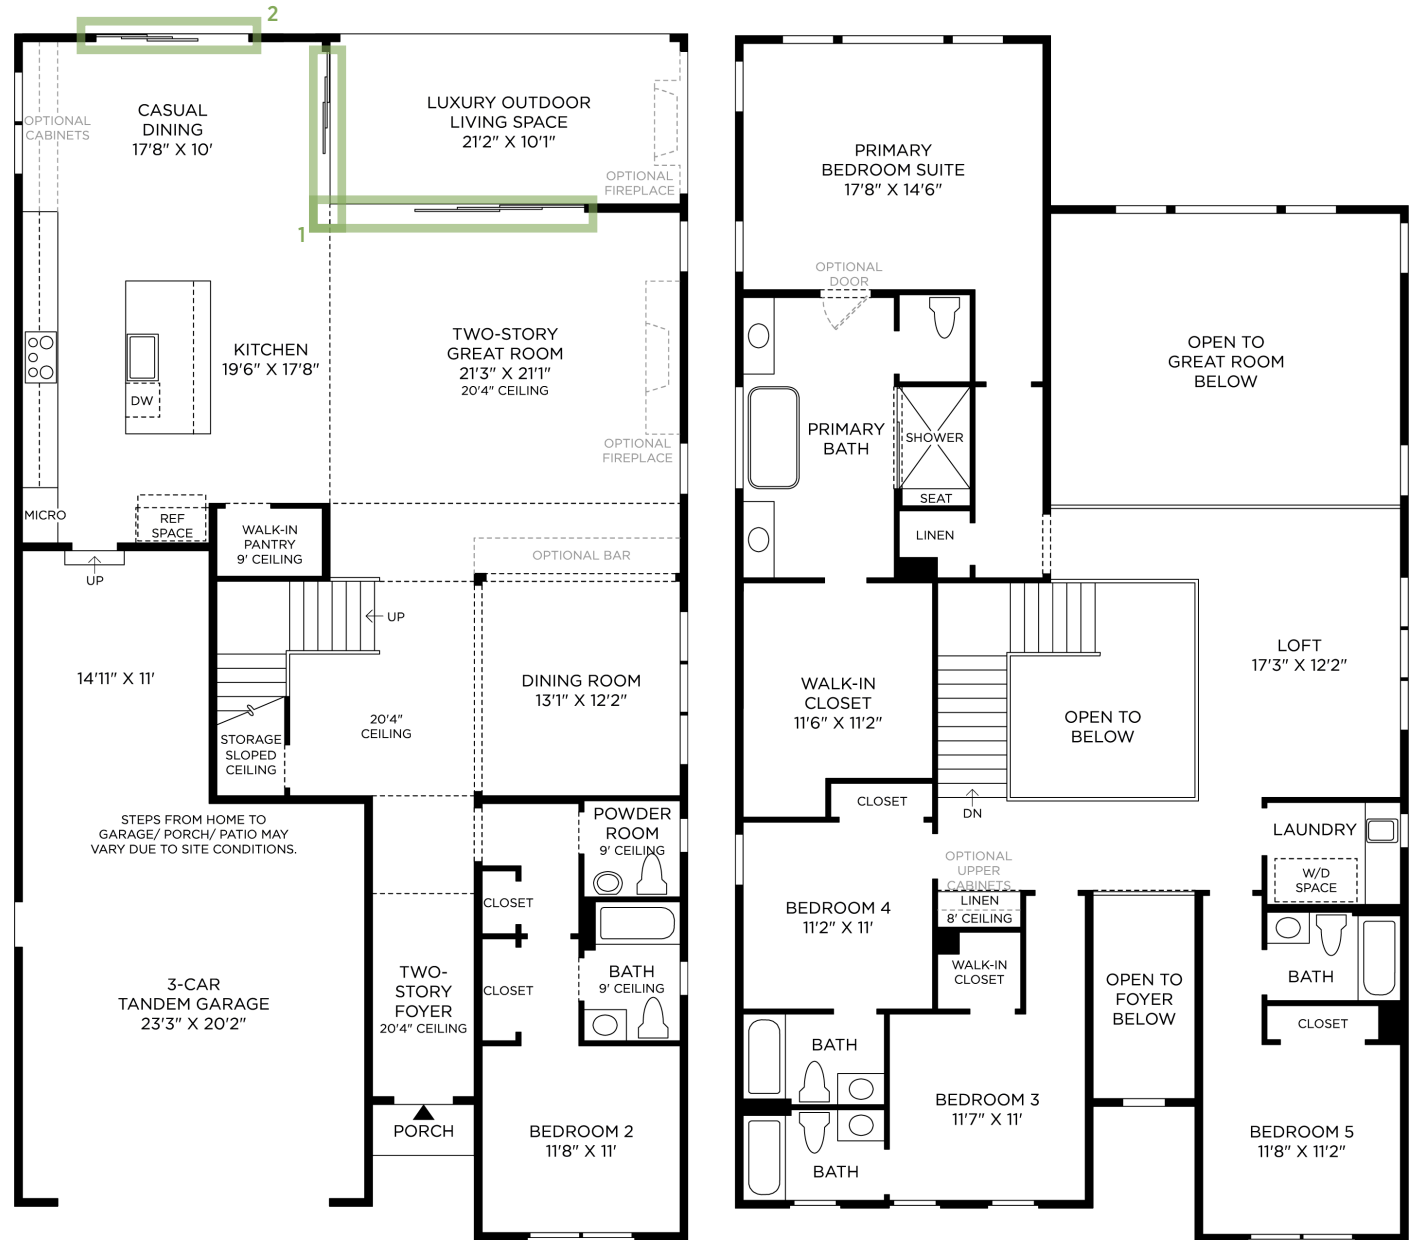 2
CASUAL
DINING
17'8" X 10'
OPTIONAL
CABINETS
LUXURY OUTDOOR
LIVING SPACE
21'2" X 10'1"
OPTIONAL
FIREPLACE
1
KITCHEN
19'6" X 17'8"
DW
TWO-STORY
GREAT ROOM
21'3" X 21'1"
20'4" CEILING
OPTIONAL
FIREPLACE
MICRO
REF
SPACE
WALK-IN
PANTRY
9' CEILING
OPTIONAL BAR
UP
UP
14'11" X 11'
DINING ROOM
13'1" X 12'2"
20'4"
CEILING
STORAGE
SLOPED
CEILING
STEPS FROM HOME TO
GARAGE/ PORCH/ PATIO MAY
VARY DUE TO SITE CONDITIONS.
POWDER
ROOM
9' CEILING
CLOSET
CLOSET
BATH
9' CEILING
3-CAR
TANDEM GARAGE
23'3" X 20'2"
TWO-
STORY
FOYER
20'4" CEILING
PORCH
BEDROOM 2
11'8" X 11'
PRIMARY
BEDROOM SUITE
17'8" X 14'6"
OPTIONAL
DOOR
OPEN TO
GREAT ROOM
BELOW
PRIMARY
BATH
SHOWER
SEAT
LINEN
LOFT
17'3" X 12'2"
WALK-IN
CLOSET
11'6" X 11'2"
OPEN TO
BELOW
CLOSET
DN
LAUNDRY
W/D
SPACE
OPTIONAL
UPPER
CABINETS
LINEN
8' CEILING
BEDROOM 4
11'2" X 11'
WALK-IN
CLOSET
OPEN TO
FOYER
BELOW
BATH
CLOSET
BATH
BEDROOM 3
11'7" X 11'
BATH
BEDROOM 5
11'8" X 11'2"